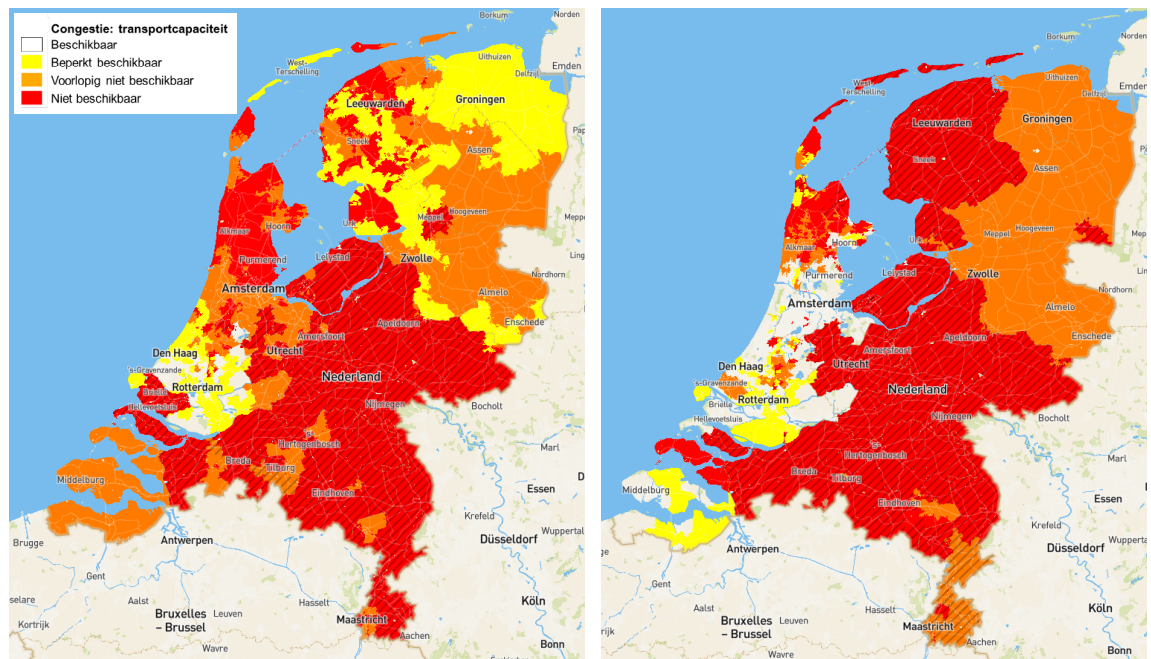 Congestie: transportcapaciteit
Beschikbaar
Beperkt beschikbaar
Voorlopig niet beschikbaar
Niet beschikbaar
Borkum
Norden
Uithuizen
Emden
Delfzijl
West-
Terschelling
Leeuwarden
Groningen
Sneek
Assen
Meppel
Hoogeveen
Urk
Alkmaar
Hoorn
Purmerend
Lelystad
Zwolle
Nordhorn
Amsterdam
Almelo
Enschede
Apeldoorn
Amersfoort
Den Haag
Utrecht
's-Gravenzande
Rotterdam
Nederland
Brielle
Hellevoetsluis
Nijmegen
Bocholt
's-
Hertogenbosch
Marl
Breda
Tilburg
Middelburg
Eindhoven
Essen
Krefeld
Wuppertal
Brugge
Antwerpen
Düsseldorf
Gent
Aalst
Hasselt
Köln
Bruxelles
– Brussel
Leuven
Maastricht
Kortrijk
Aachen
Wavre
Bonn
Borkum
Norden
Uithuizen
Delfzijl
Emden
West-
Terschelling
Leeuwarden
Groningen
Sneek
Assen
Meppel
Hoogeveen
Urk
Alkmaar
Hoorn
Purmerend
Lelystad
Zwolle
Nordhorn
Amsterdam
Almelo
Enschede
Apeldoorn
Amersfoort
Den Haag
Utrecht
's-Gravenzande
Rotterdam
Nederland
Brielle
Hellevoetsluis
Nijmegen
Bocholt
's-
Hertogenbosch
Marl
Breda
Tilburg
Middelburg
Eindhoven
Essen
Krefeld
Antwerpen
Düsseldorf
Gent
Aalst
Hasselt
Köln
Bruxelles
– Brussel
Leuven
Maastricht
Aachen
Wavre
Bonn